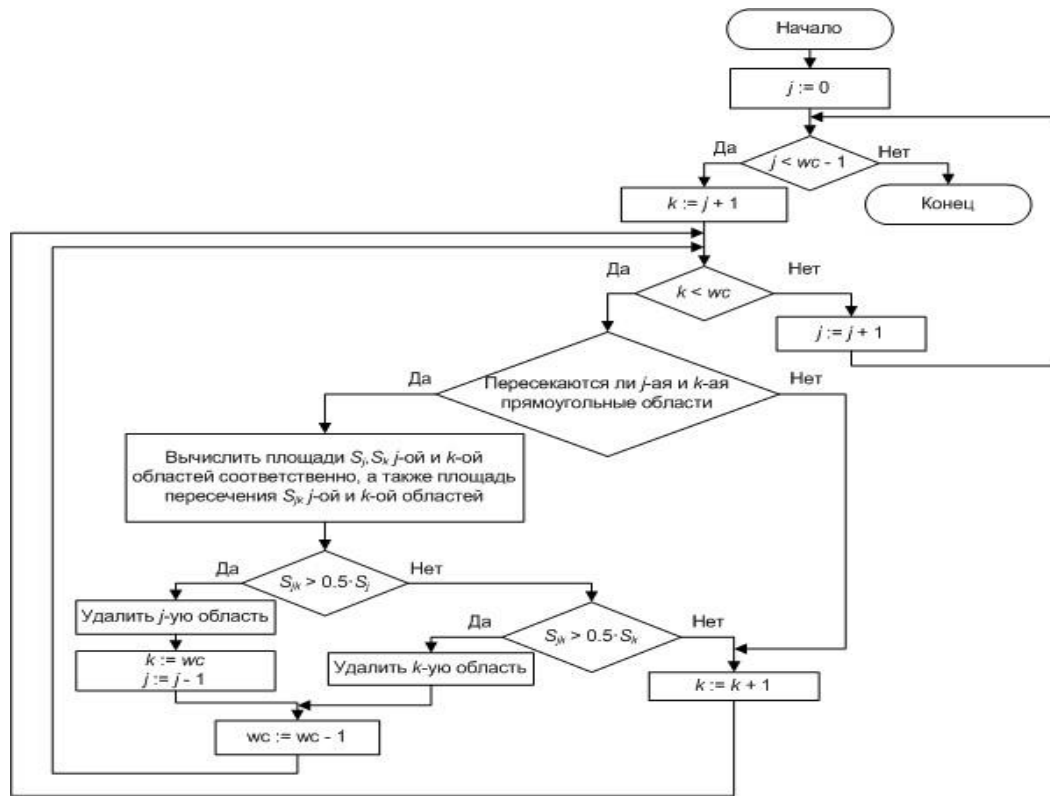 Начало
j := 0
Да
Нет
j < wc - 1
k := j + 1
Конец
Да
Нет
k < wc
j := j + 1
Да
Нет
Пересекаются ли j-ая и k-ая
прямоугольные области
Вычислить площади Sj,Sk j-ой и k-ой
областей соответственно, а также площадь
пересечения Sjk j-ой и k-ой областей
Да
Нет
Sjk > 0.5· Sj
Удалить j-ую область
Да
Нет
Sjk > 0.5· Sk
k := wc
j := j - 1
Удалить k-ую область
k := k + 1
wc := wc - 1